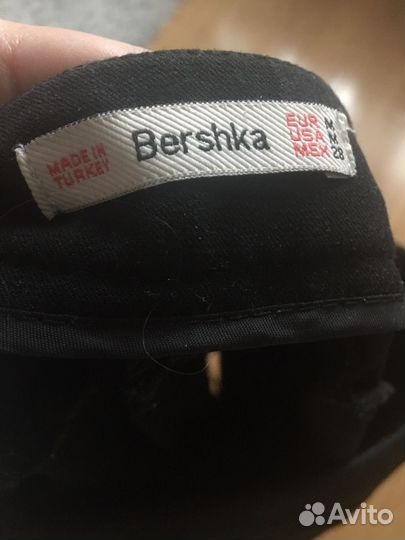 MADE IN
TURKEY
Bershka
EUR M
USA M
MEX 28
Avito